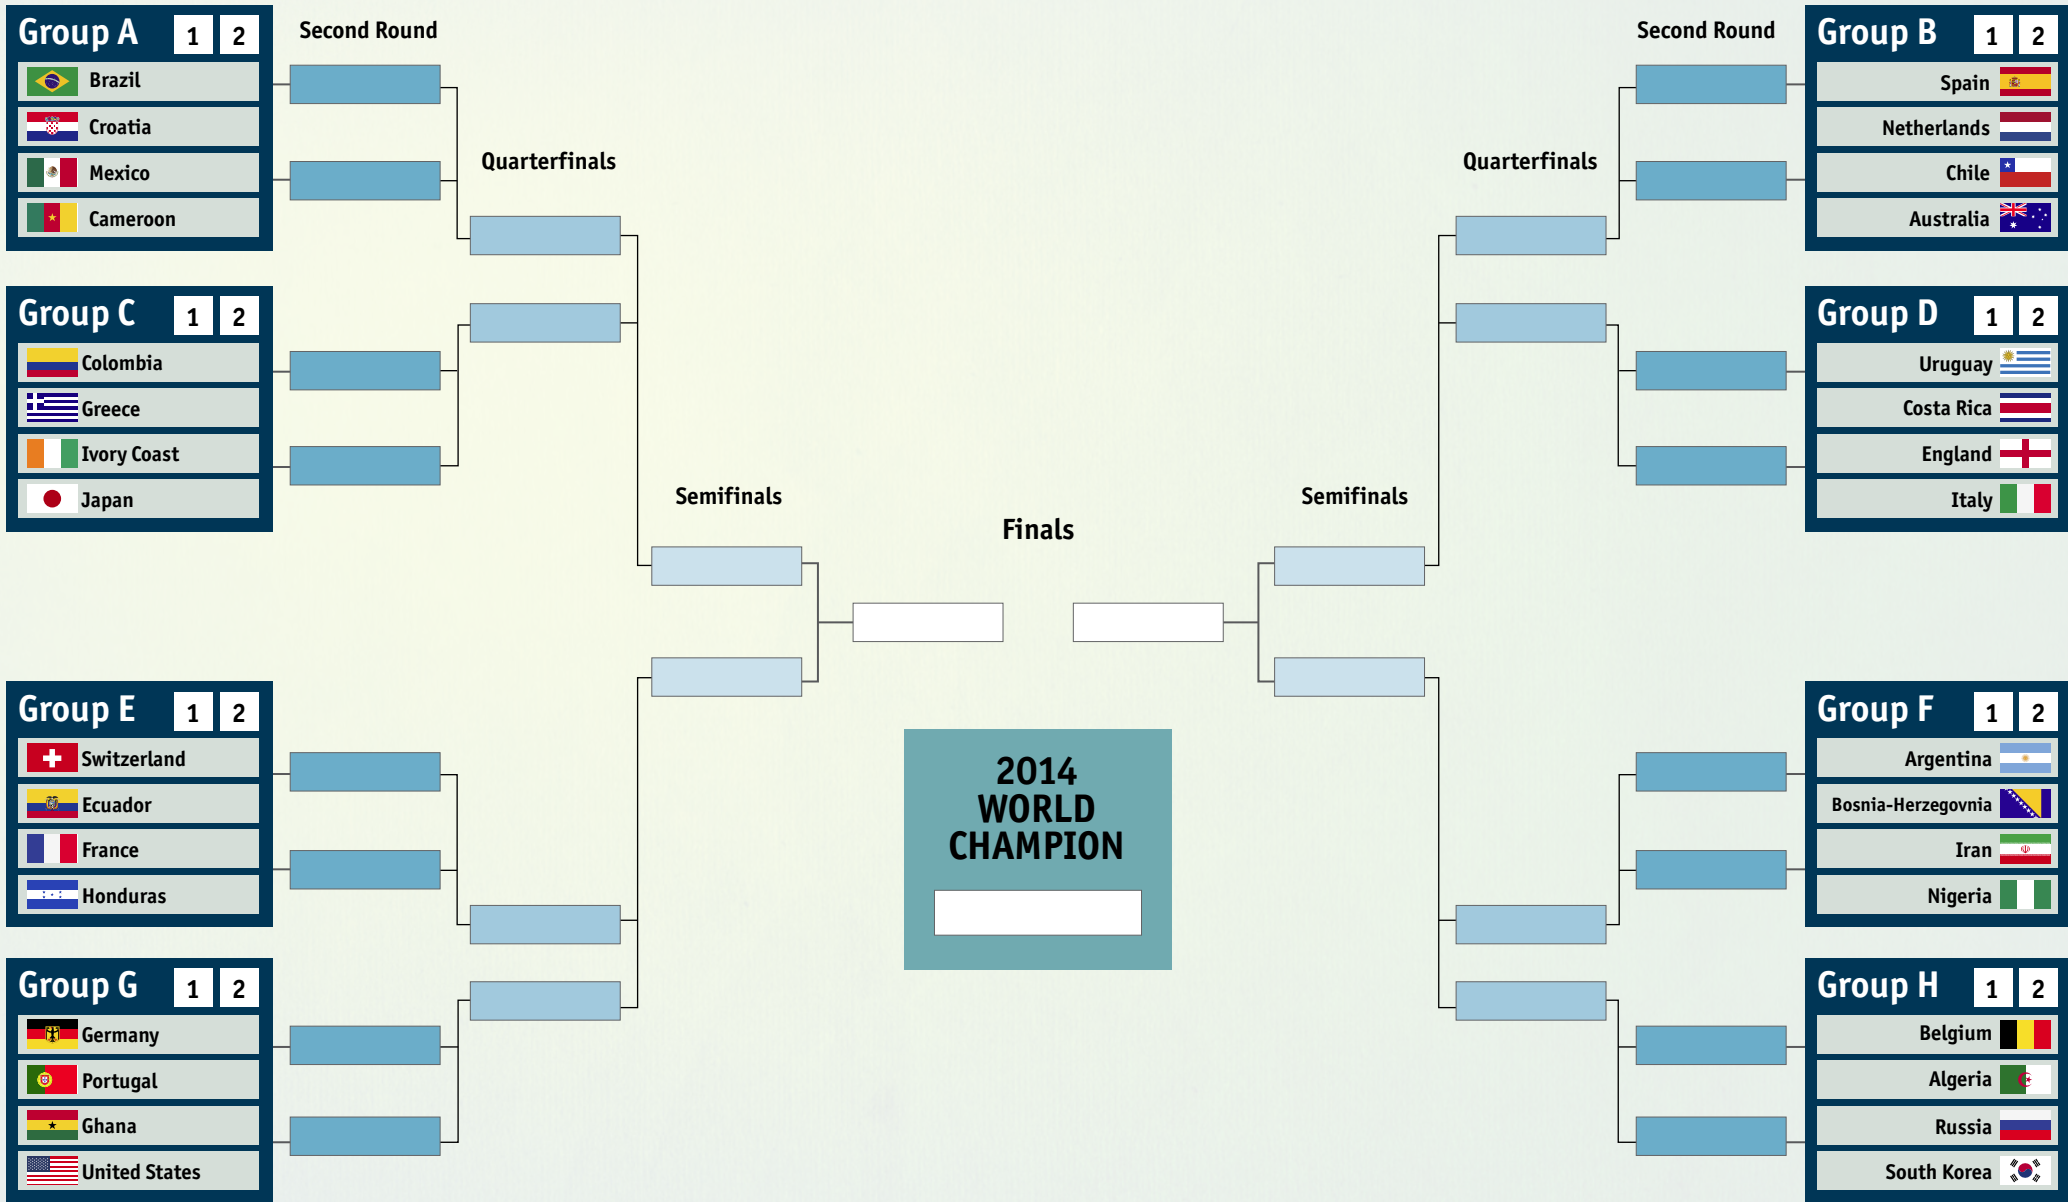 Group A 1 2
Brazil
Croatia
Mexico
Cameroon
Group C 1 2
Colombia
Greece
Ivory Coast
Japan
Group E 1 2
Switzerland
Ecuador
France
Honduras
Group G 1 2
Germany
Portugal
Ghana
United States
Second Round
Quarterfinals
Semifinals
Finals
2014
WORLD
CHAMPION
Semifinals
Quarterfinals
Second Round
Group B 1 2
Spain
Netherlands
Chile
Australia
Group D 1 2
Uruguay
Costa Rica
England
Italy
Group F 1 2
Argentina
Bosnia-Herzegovnia
Iran
Nigeria
Group H 1 2
Belgium
Algeria
Russia
South Korea